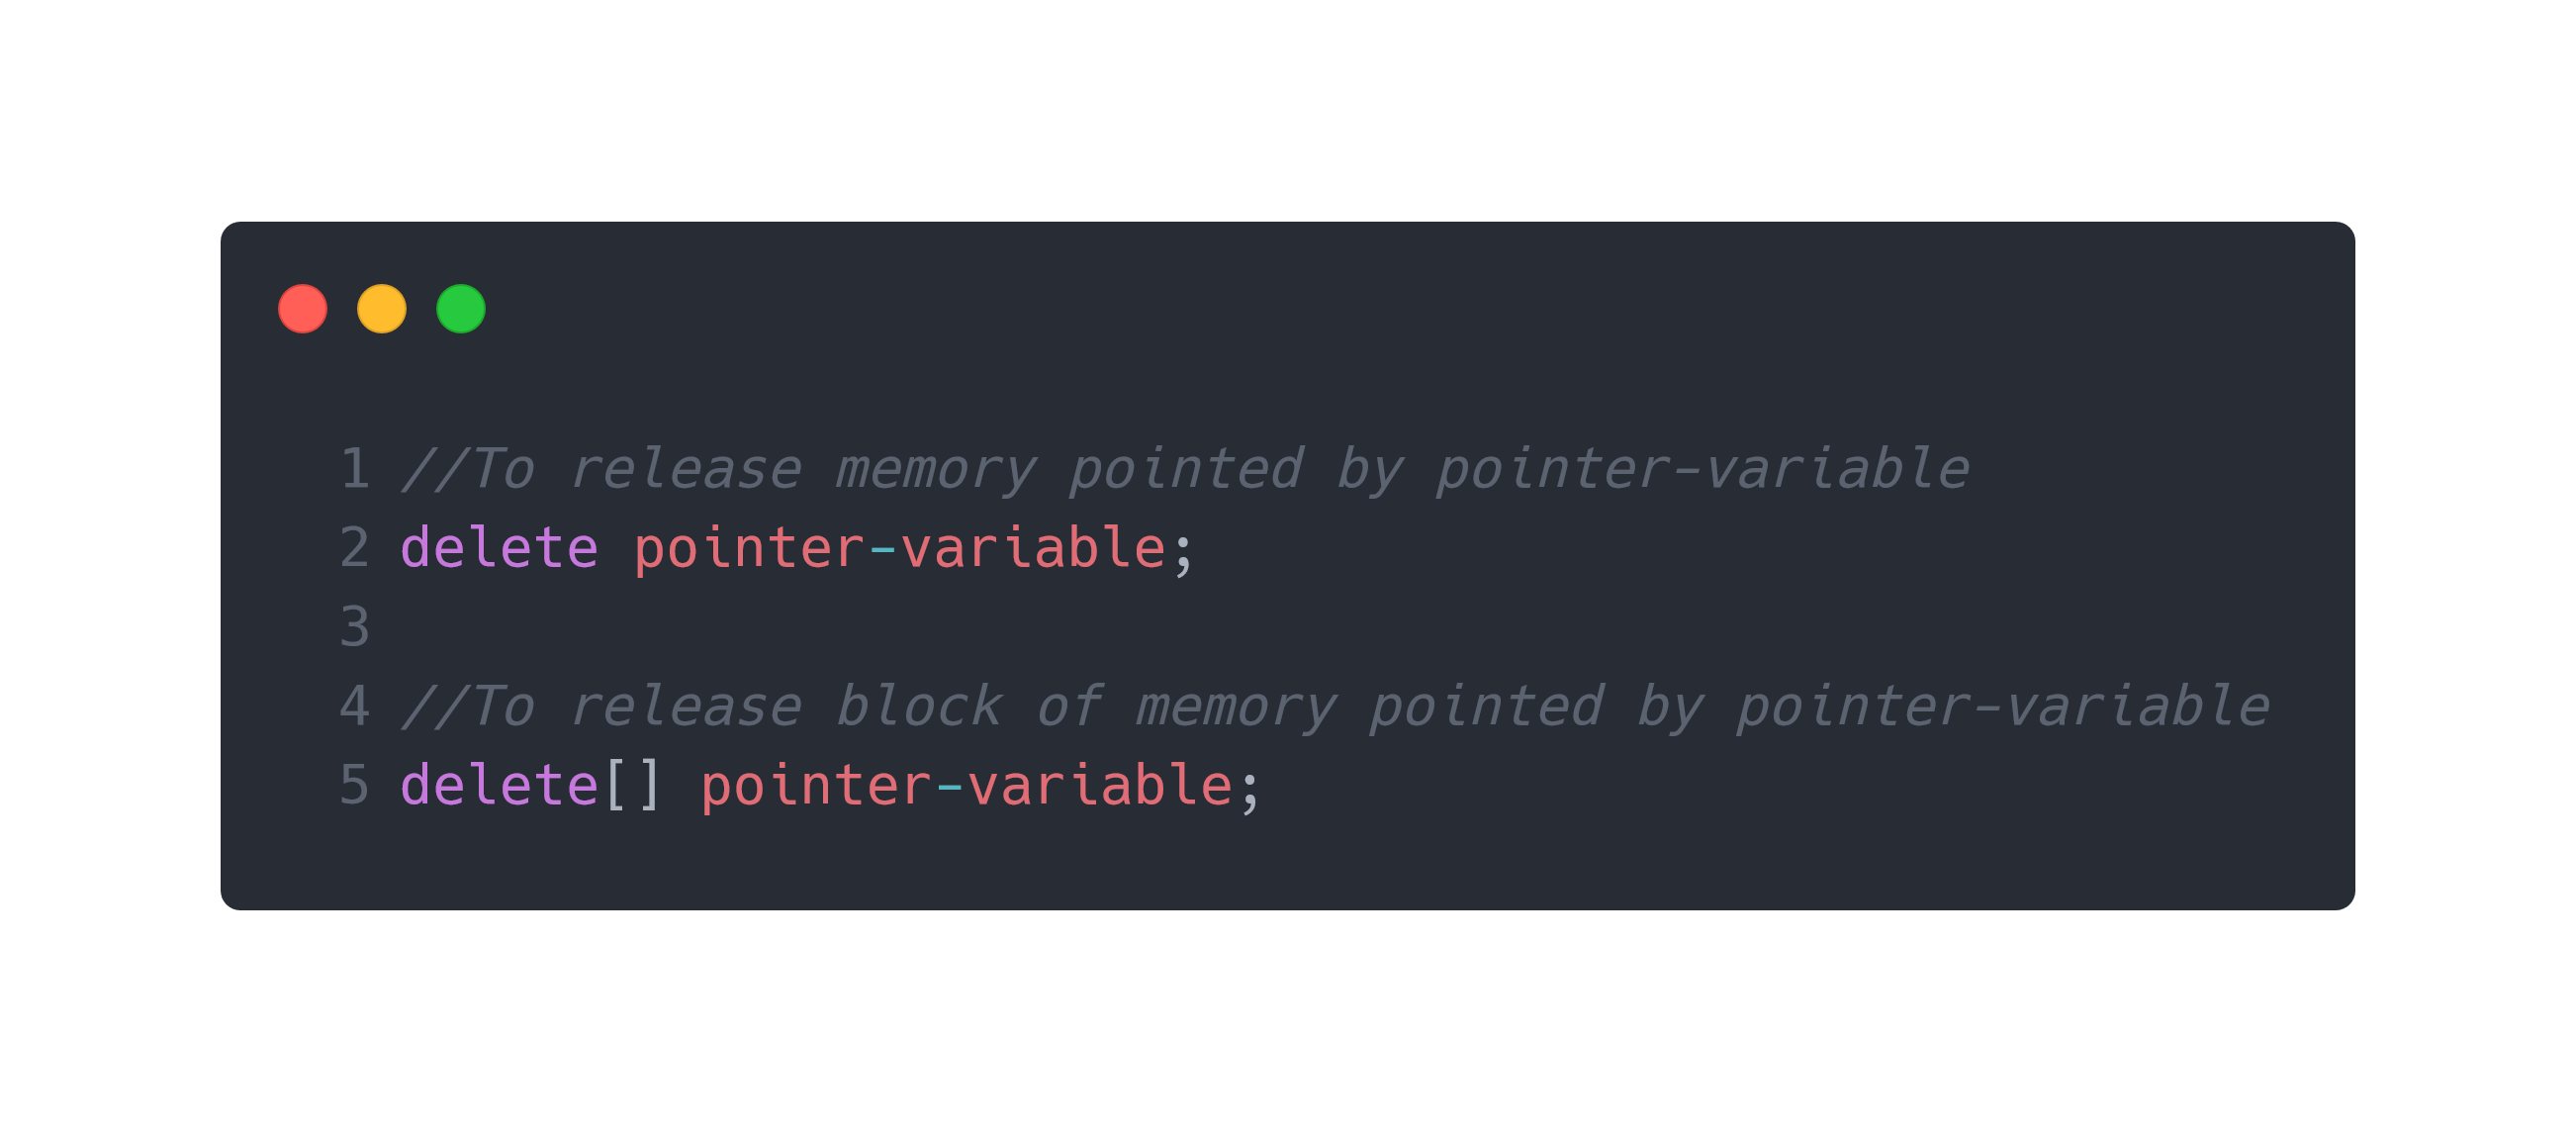 1 //To release memory pointed by pointer-variable
2 delete pointer-variable;
3
4 //To release block of memory pointed by pointer-variable
5 delete[] pointer-variable;